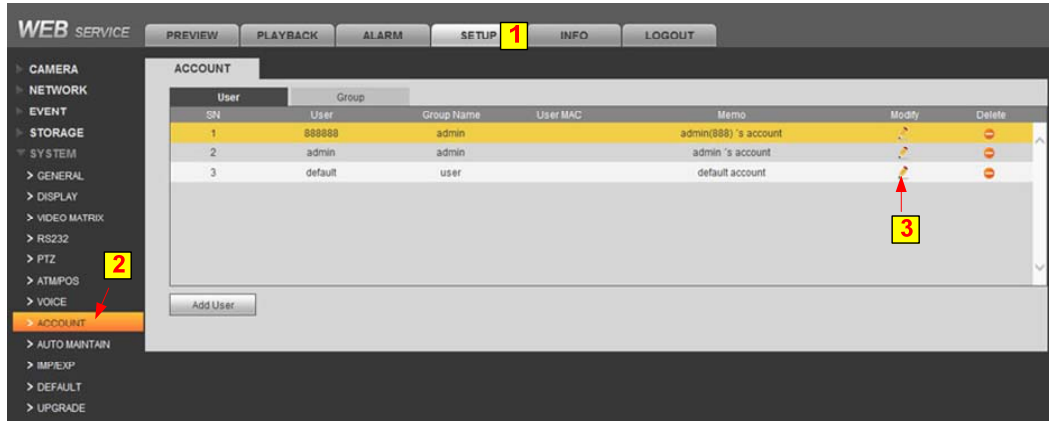 WEB SERVICE
PREVIEW PLAYBACK ALARM SETUP 1 INFO LOGOUT
CAMERA
NETWORK
EVENT
STORAGE
SYSTEM
> GENERAL
> DISPLAY
> VIDEO MATRIX
> RS232
> PTZ
> ATM/POS
> VOICE
> ACCOUNT
> AUTO MAINTAIN
> IMP/EXP
> DEFAULT
> UPGRADE
2
ACCOUNT
User Group
SN User Group Name User MAC Memo Modify Delete
1 888888 admin admin(888) 's account
2 admin admin admin 's account
3 default user default account
3
Add User